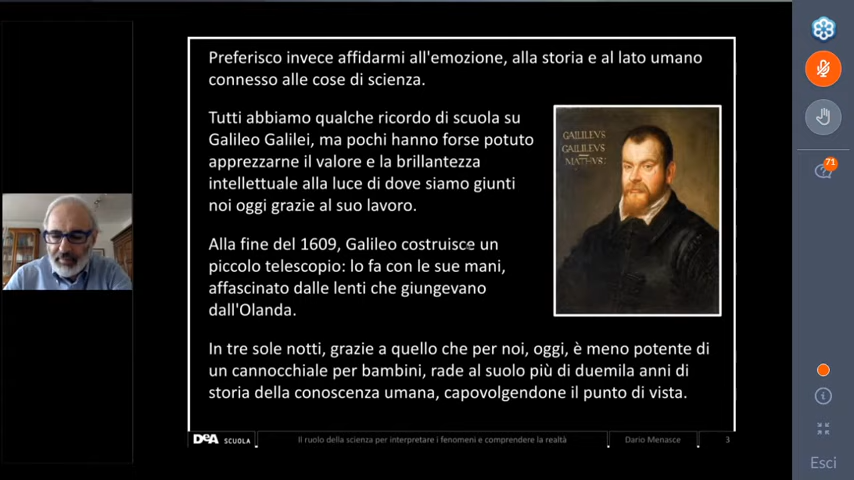 Preferisco invece affidarmi all'emozione, alla storia e al lato umano
connesso alle cose di scienza.
Tutti abbiamo qualche ricordo di scuola su
Galileo Galilei, ma pochi hanno forse potuto
apprezzarne il valore e la brillantezza
intellettuale alla luce di dove siamo giunti
noi oggi grazie al suo lavoro.
GALILEVS
GALILEVS
MATHVS:
Alla fine del 1609, Galileo costruisce un
piccolo telescopio: lo fa con le sue mani,
affascinato dalle lenti che giungevano
dall'Olanda.
In tre sole notti, grazie a quello che per noi, oggi, è meno potente di
un cannocchiale per bambini, rade al suolo più di duemila anni di
storia della conoscenza umana, capovolgendone il punto di vista.
DeA SCUOLA
Il ruolo della scienza per interpretare i fenomeni e comprendere la realtà
Dario Menasce
3
71
Esci